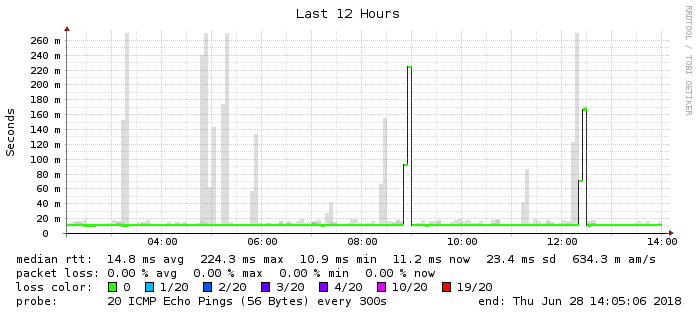 Last 12 Hours
RRDTOOL / TOBI OETIKER
Seconds
260 m
240 m
220 m
200 m
180 m
160 m
140 m
120 m
100 m
80 m
60 m
40 m
20 m
0
04:00 06:00 08:00 10:00 12:00 14:00
median rtt: 14.8 ms avg 224.3 ms max 10.9 ms min 11.2 ms now 23.4 ms sd 634.3 m am/s
packet loss: 0.00 % avg 0.00 % max 0.00 % min 0.00 % now
loss color: 0 1/20 2/20 3/20 4/20 10/20 19/20
probe: 20 ICMP Echo Pings (56 Bytes) every 300s end: Thu Jun 28 14:05:06 2018